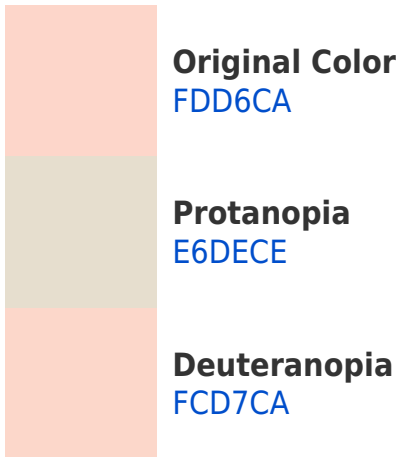 Original Color
FDD6CA
Protanopia
E6DECE
Deuteranopia
FCD7CA